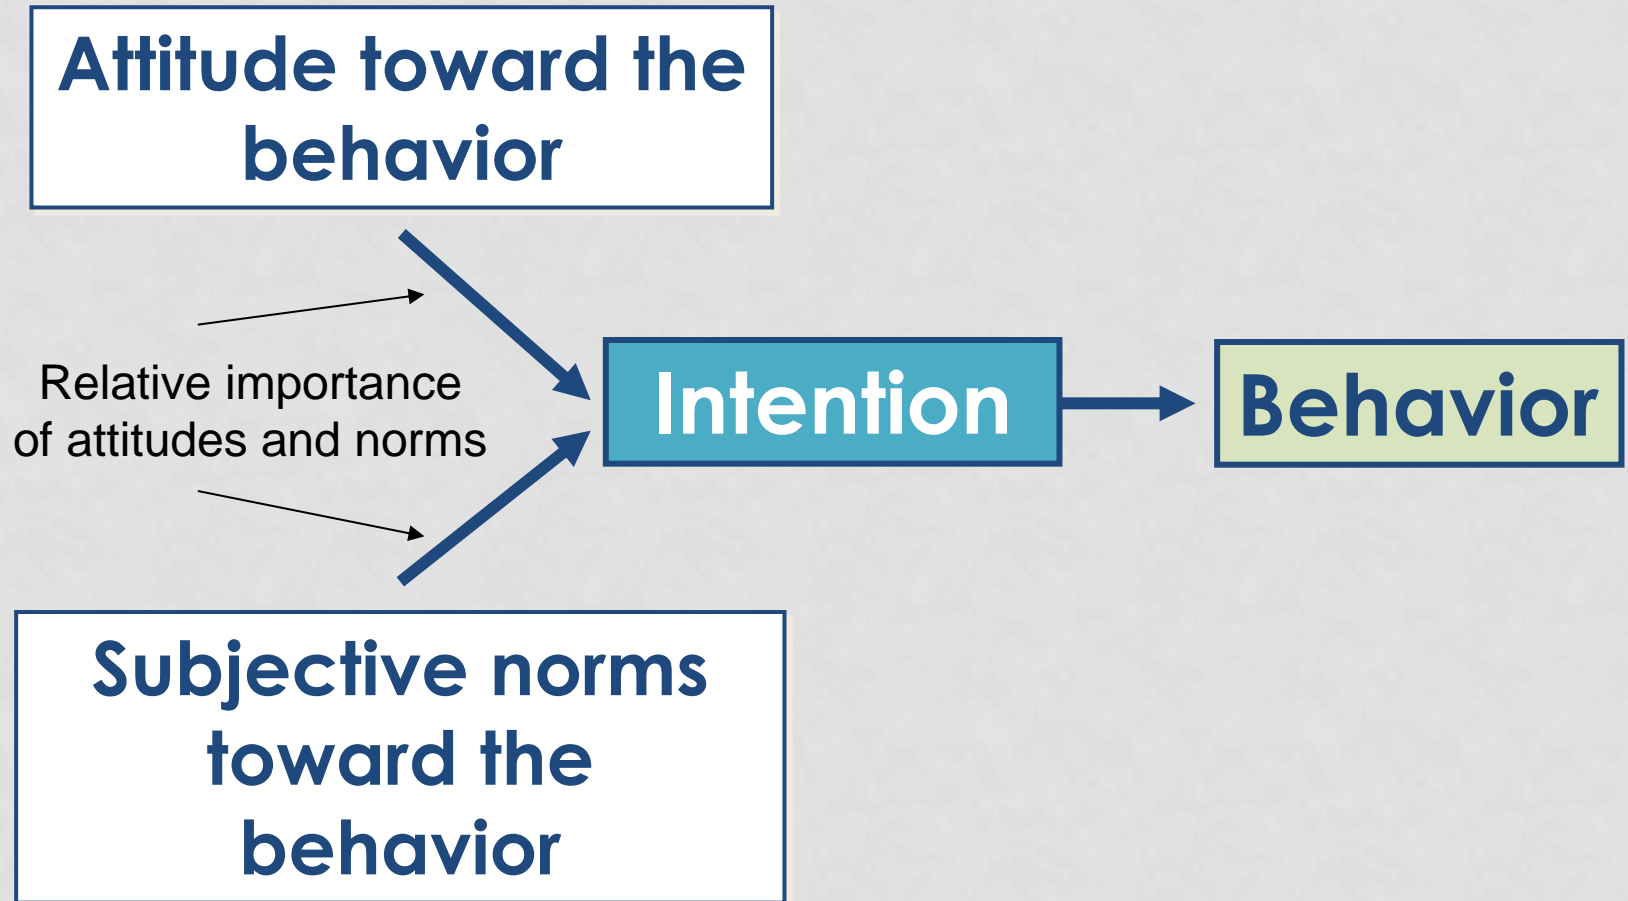 Attitude toward the
behavior
Relative importance
of attitudes and norms
Intention
Behavior
Subjective norms
toward the
behavior